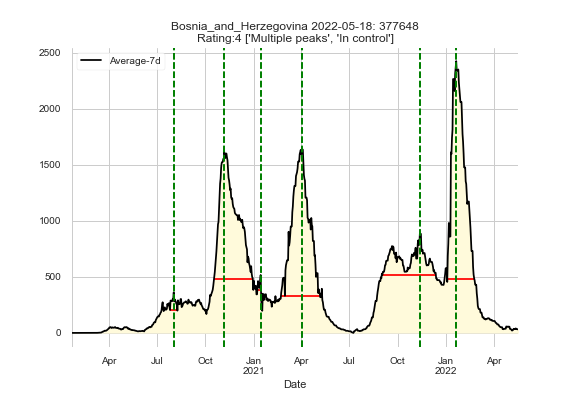 Bosnia_and_Herzegovina 2022-05-18: 377648
Rating:4 ['Multiple peaks', 'In control']
Average-7d
2500
2000
1500
1000
500
0
Apr Jul Oct Jan Apr Jul Oct Jan Apr
2021 2022
Date